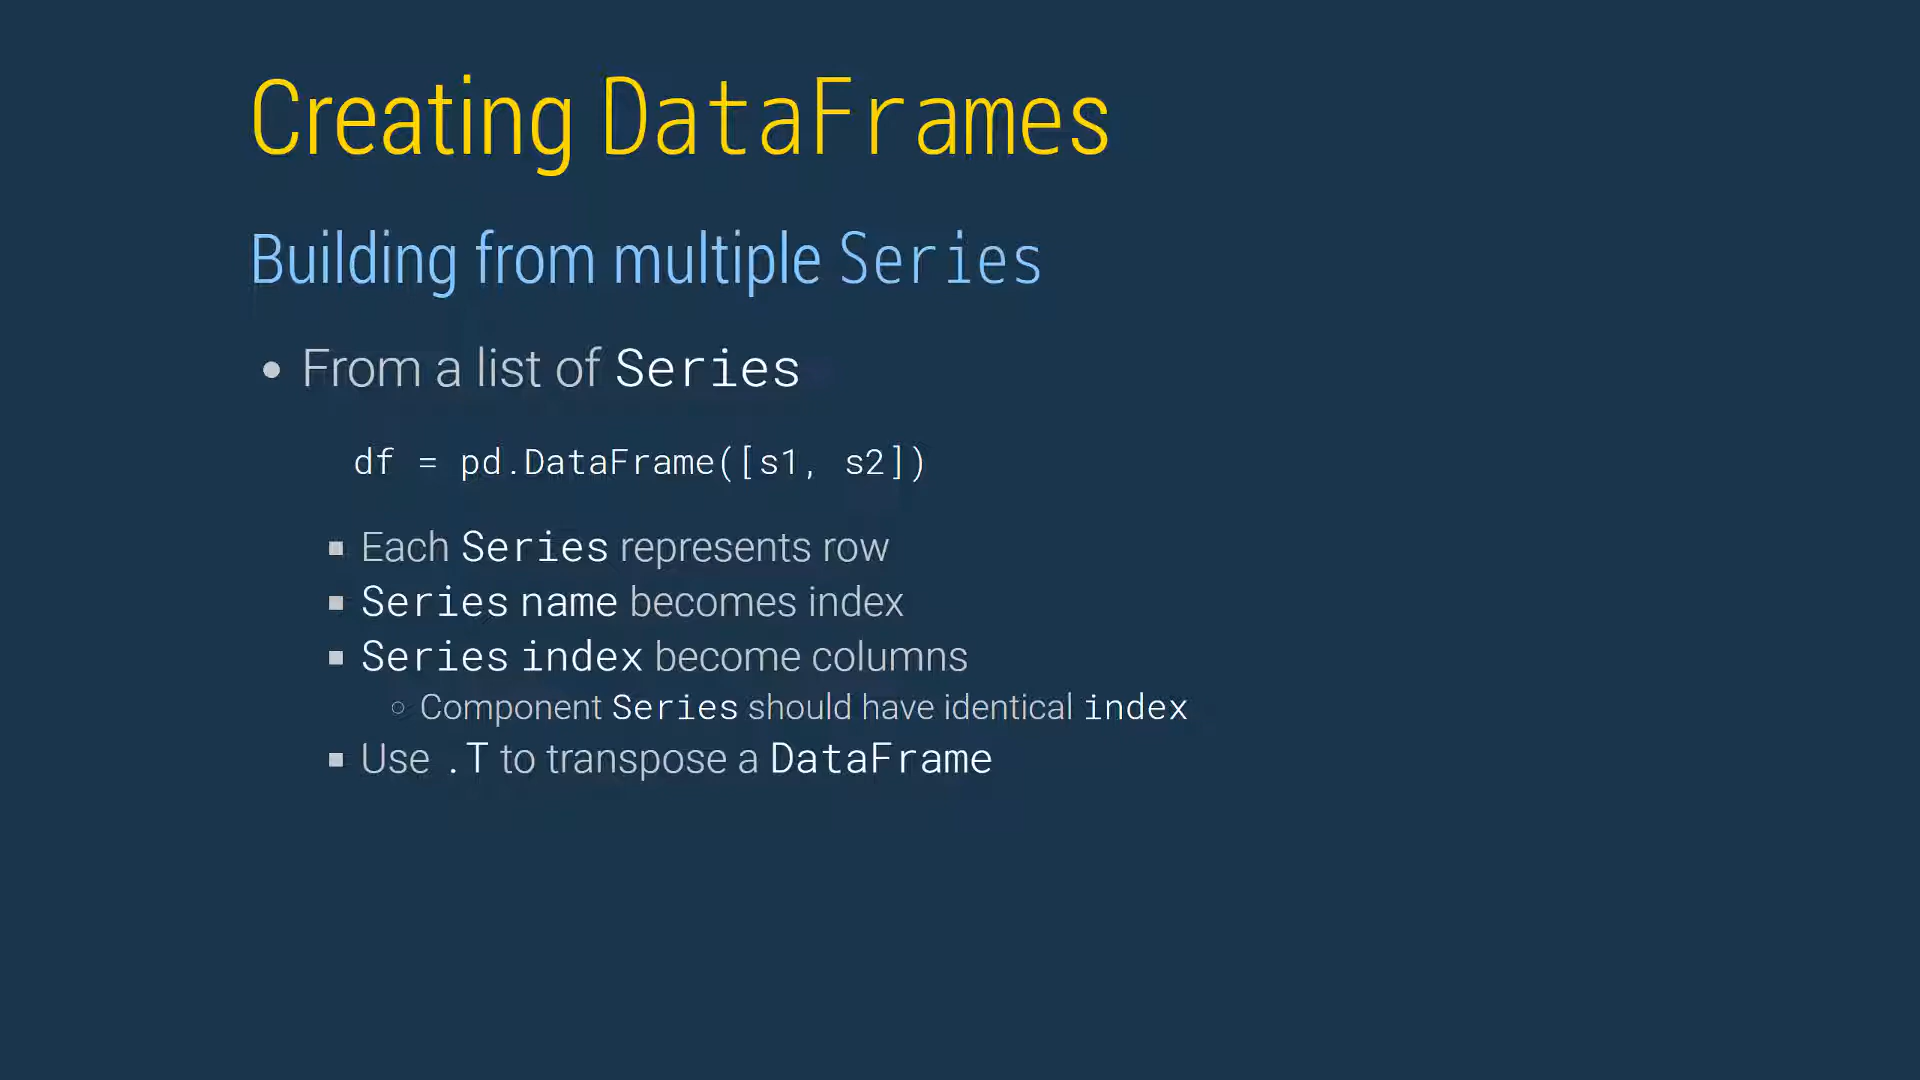 Creating DataFrames
Building from multiple Series
• From a list of Series
df = pd.DataFrame([s1, s2])
▪ Each Series represents row
▪ Series name becomes index
▪ Series index become columns
◦ Component Series should have identical index
▪ Use .T to transpose a DataFrame